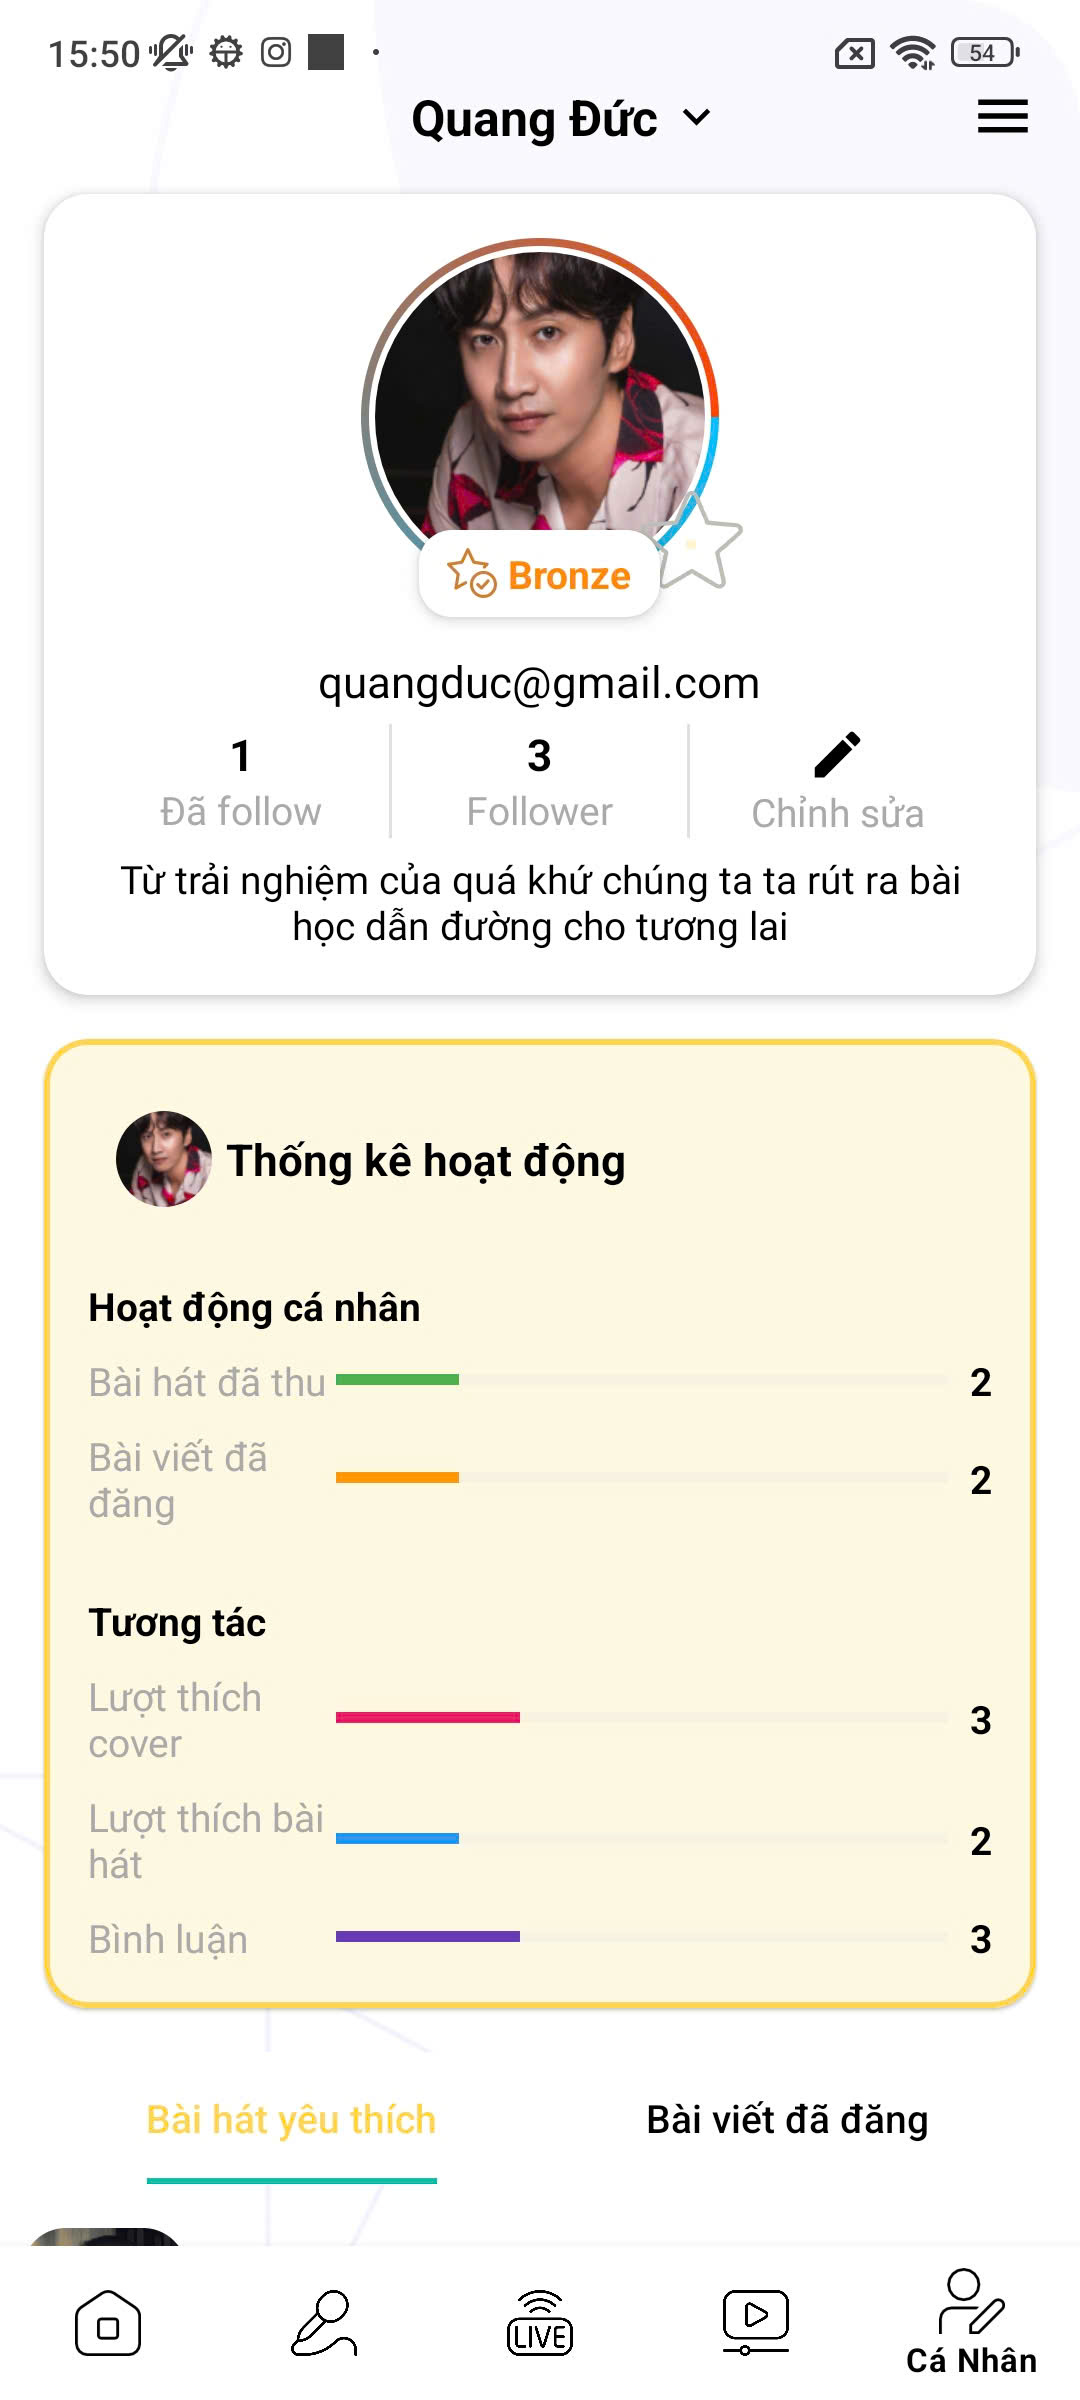 15:50
54
Quang Đức
Bronze
quangduc@gmail.com
1
Đã follow
3
Follower
Chỉnh sửa
Từ trải nghiệm của quá khứ chúng ta ta rút ra bài
học dẫn đường cho tương lai
Thống kê hoạt động
Hoạt động cá nhân
Bài hát đã thu
2
Bài viết đã
đăng
2
Tương tác
Lượt thích
cover
3
Lượt thích bài
hát
2
Bình luận
3
Bài hát yêu thích
Bài viết đã đăng
LIVE
Cá Nhân